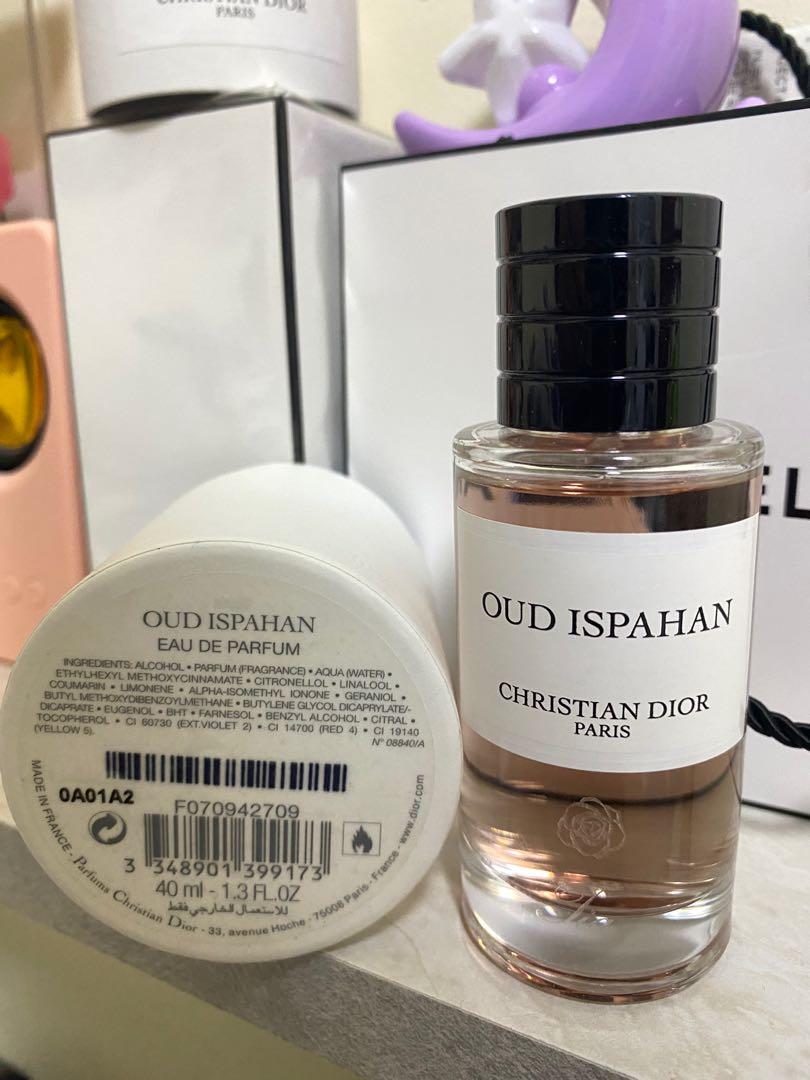 CHRISTIAN DIOR
PARIS
EL
OUD ISPAHAN
CHRISTIAN DIOR
PARIS
OUD ISPAHAN
EAU DE PARFUM
INGREDIENTS: ALCOHOL • PARFUM (FRAGRANCE) • AQUA (WATER) •
ETHYLHEXYL METHOXYCINNAMATE • CITRONELLOL • LINALOOL •
COUMARIN • LIMONENE • ALPHA-ISOMETHYL IONONE • GERANIOL •
BUTYL METHOXYDIBENZOYLMETHANE • BUTYLENE GLYCOL DICAPRYLATE/-
DICAPRATE • EUGENOL • BHT • FARNESOL • BENZYL ALCOHOL • CITRAL •
TOCOPHEROL • CI 60730 (EXT.VIOLET 2) • CI 14700 (RED 4) • CI 19140
(YELLOW 5).
N° 08840/A
0A01A2
F070942709
3 348901 399173
40 ml - 1.3 FL.OZ
للاستعمال الخارجي فقط
MADE IN FRANCE - Parfums Christian Dior - 33, avenue Hoche - 75008 Paris - France - www.dior.com